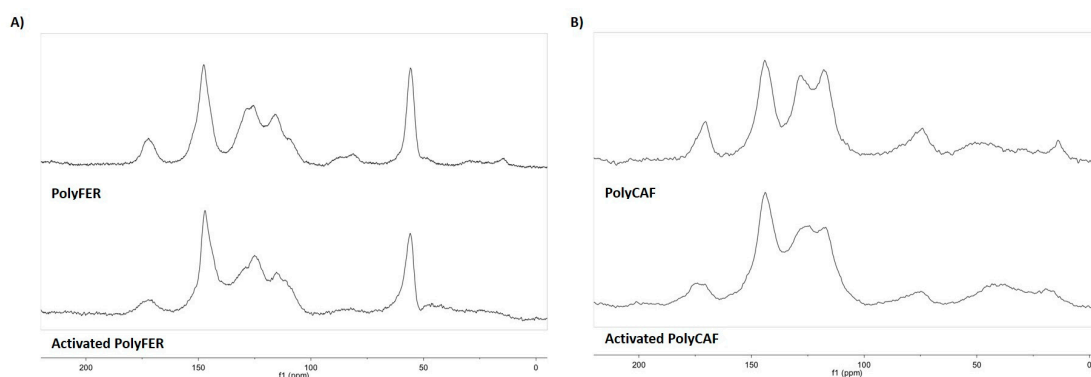 A)
PolyFER
Activated PolyFER
200 150 100 50 0
f1 (ppm)
B)
PolyCAF
Activated PolyCAF
200 150 100 50 0
f1 (ppm)